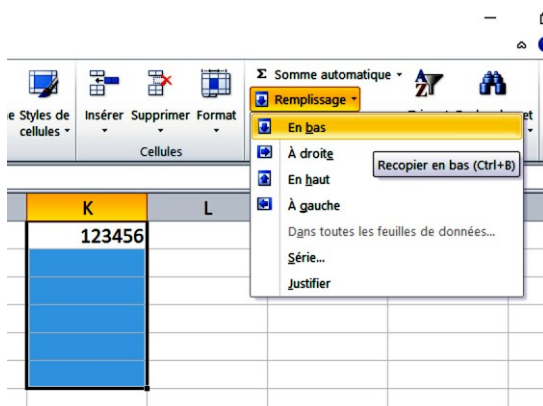 Σ Somme automatique
Remplissage
Styles de
cellules
Insérer Supprimer Format
Cellules
En bas
À droite
En haut
À gauche
Dans toutes les feuilles de données...
Série...
Justifier
Recopier en bas (Ctrl+B)
K L
123456